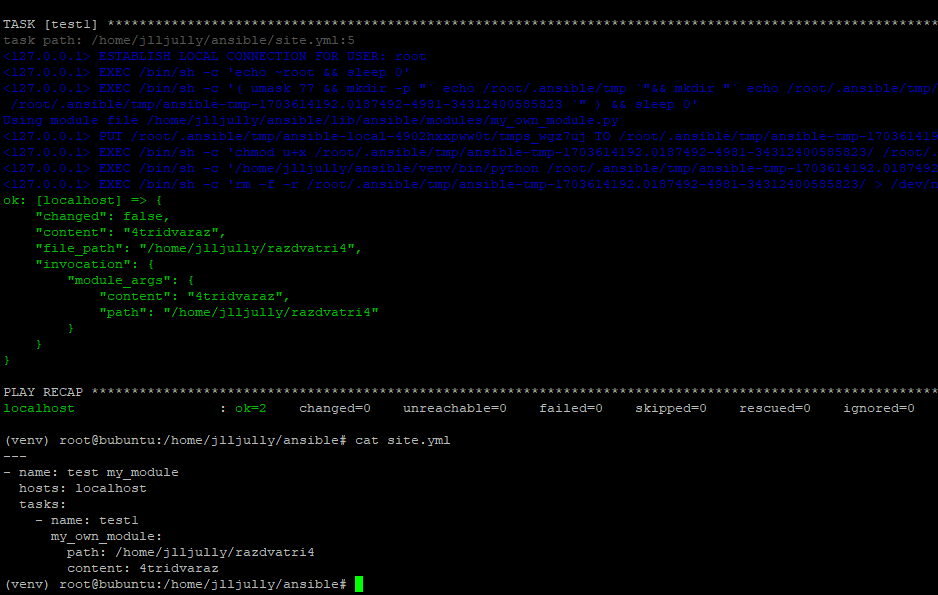 TASK [test1] ********************************************************************************************************
task path: /home/jlljully/ansible/site.yml:5
<127.0.0.1> ESTABLISH LOCAL CONNECTION FOR USER: root
<127.0.0.1> EXEC /bin/sh -c 'echo ~root && sleep 0'
<127.0.0.1> EXEC /bin/sh -c '( umask 77 && mkdir -p "` echo /root/.ansible/tmp `"&& mkdir "` echo /root/.ansible/tmp/
/root/.ansible/tmp/ansible-tmp-1703614192.0187492-4981-34312400585823 `" ) && sleep 0'
Using module file /home/jlljully/ansible/lib/ansible/modules/my_own_module.py
<127.0.0.1> PUT /root/.ansible/tmp/ansible-local-4902hxxpww0t/tmps_wgz7uj TO /root/.ansible/tmp/ansible-tmp-170361419
<127.0.0.1> EXEC /bin/sh -c 'chmod u+x /root/.ansible/tmp/ansible-tmp-1703614192.0187492-4981-34312400585823/ /root/.
<127.0.0.1> EXEC /bin/sh -c '/home/jlljully/ansible/venv/bin/python /root/.ansible/tmp/ansible-tmp-1703614192.0187492
<127.0.0.1> EXEC /bin/sh -c 'rm -f -r /root/.ansible/tmp/ansible-tmp-1703614192.0187492-4981-34312400585823/ > /dev/n
ok: [localhost] => {
"changed": false,
"content": "4tridvaraz",
"file_path": "/home/jlljully/razdvatri4",
"invocation": {
"module_args": {
"content": "4tridvaraz",
"path": "/home/jlljully/razdvatri4"
}
}
}
PLAY RECAP **********************************************************************************************************
localhost : ok=2 changed=0 unreachable=0 failed=0 skipped=0 rescued=0 ignored=0
(venv) root@bubuntu:/home/jlljully/ansible# cat site.yml
---
- name: test my_module
hosts: localhost
tasks:
- name: test1
my_own_module:
path: /home/jlljully/razdvatri4
content: 4tridvaraz
(venv) root@bubuntu:/home/jlljully/ansible#